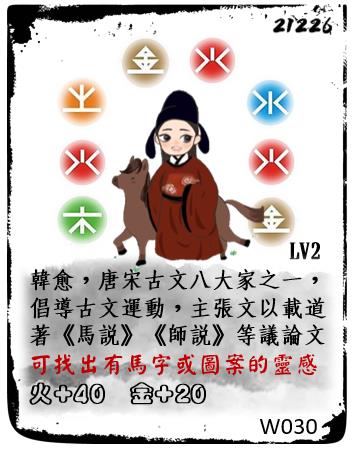 21226
金 火
土 水
火 火
木 金
LV2
韓愈，唐宋古文八大家之一，
倡導古文運動，主張文以載道
著《馬說》《師說》等議論文
可找出有馬字或圖案的靈感
火+40 金+20
W030